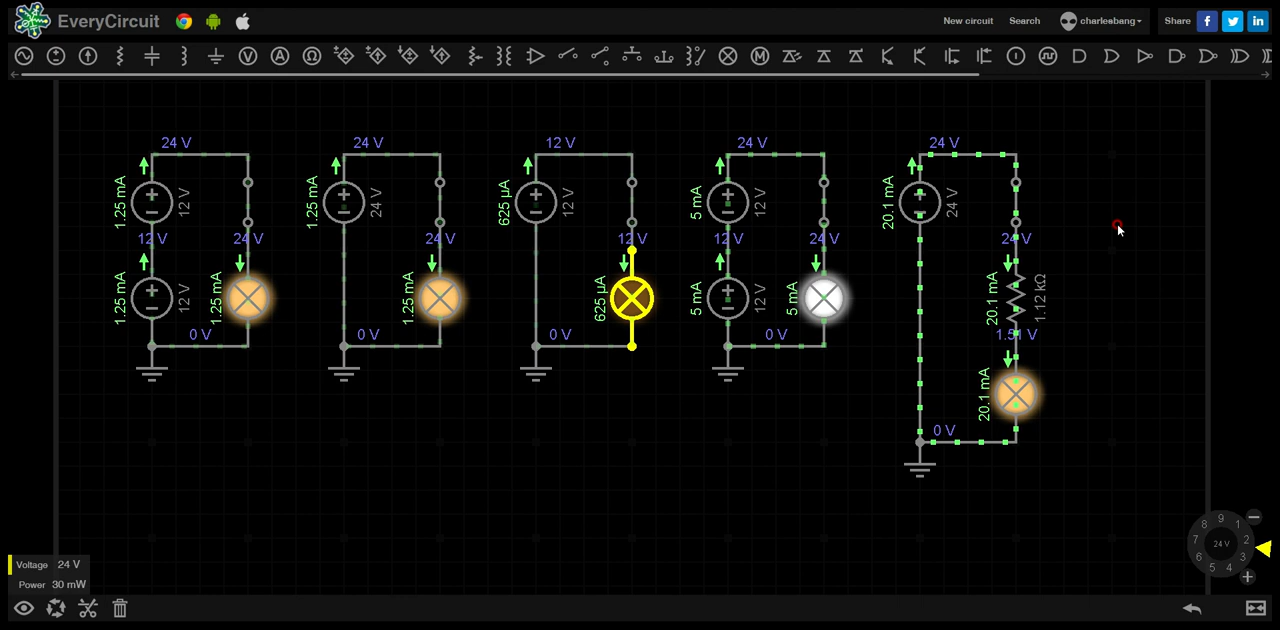 EveryCircuit
New circuit Search charleebang Share
24 V 24 V 12 V 24 V 24 V
1.25 mA 12 V 1.25 mA 24 V 625 µA 12 V 5 mA 12 V 20.1 mA 24 V
12 V 24 V 24 V 12 V 12 V 24 V 24 V
1.25 mA 12 V 1.25 mA 1.25 mA 625 µA 5 mA 12 V 5 mA 20.1 mA 1.12 kΩ
0 V 0 V 0 V 0 V 1.51 V
20.1 mA
0 V
9 1 2 3 4 5 6 7 8
24 V
Voltage 24 V
Power 30 mW